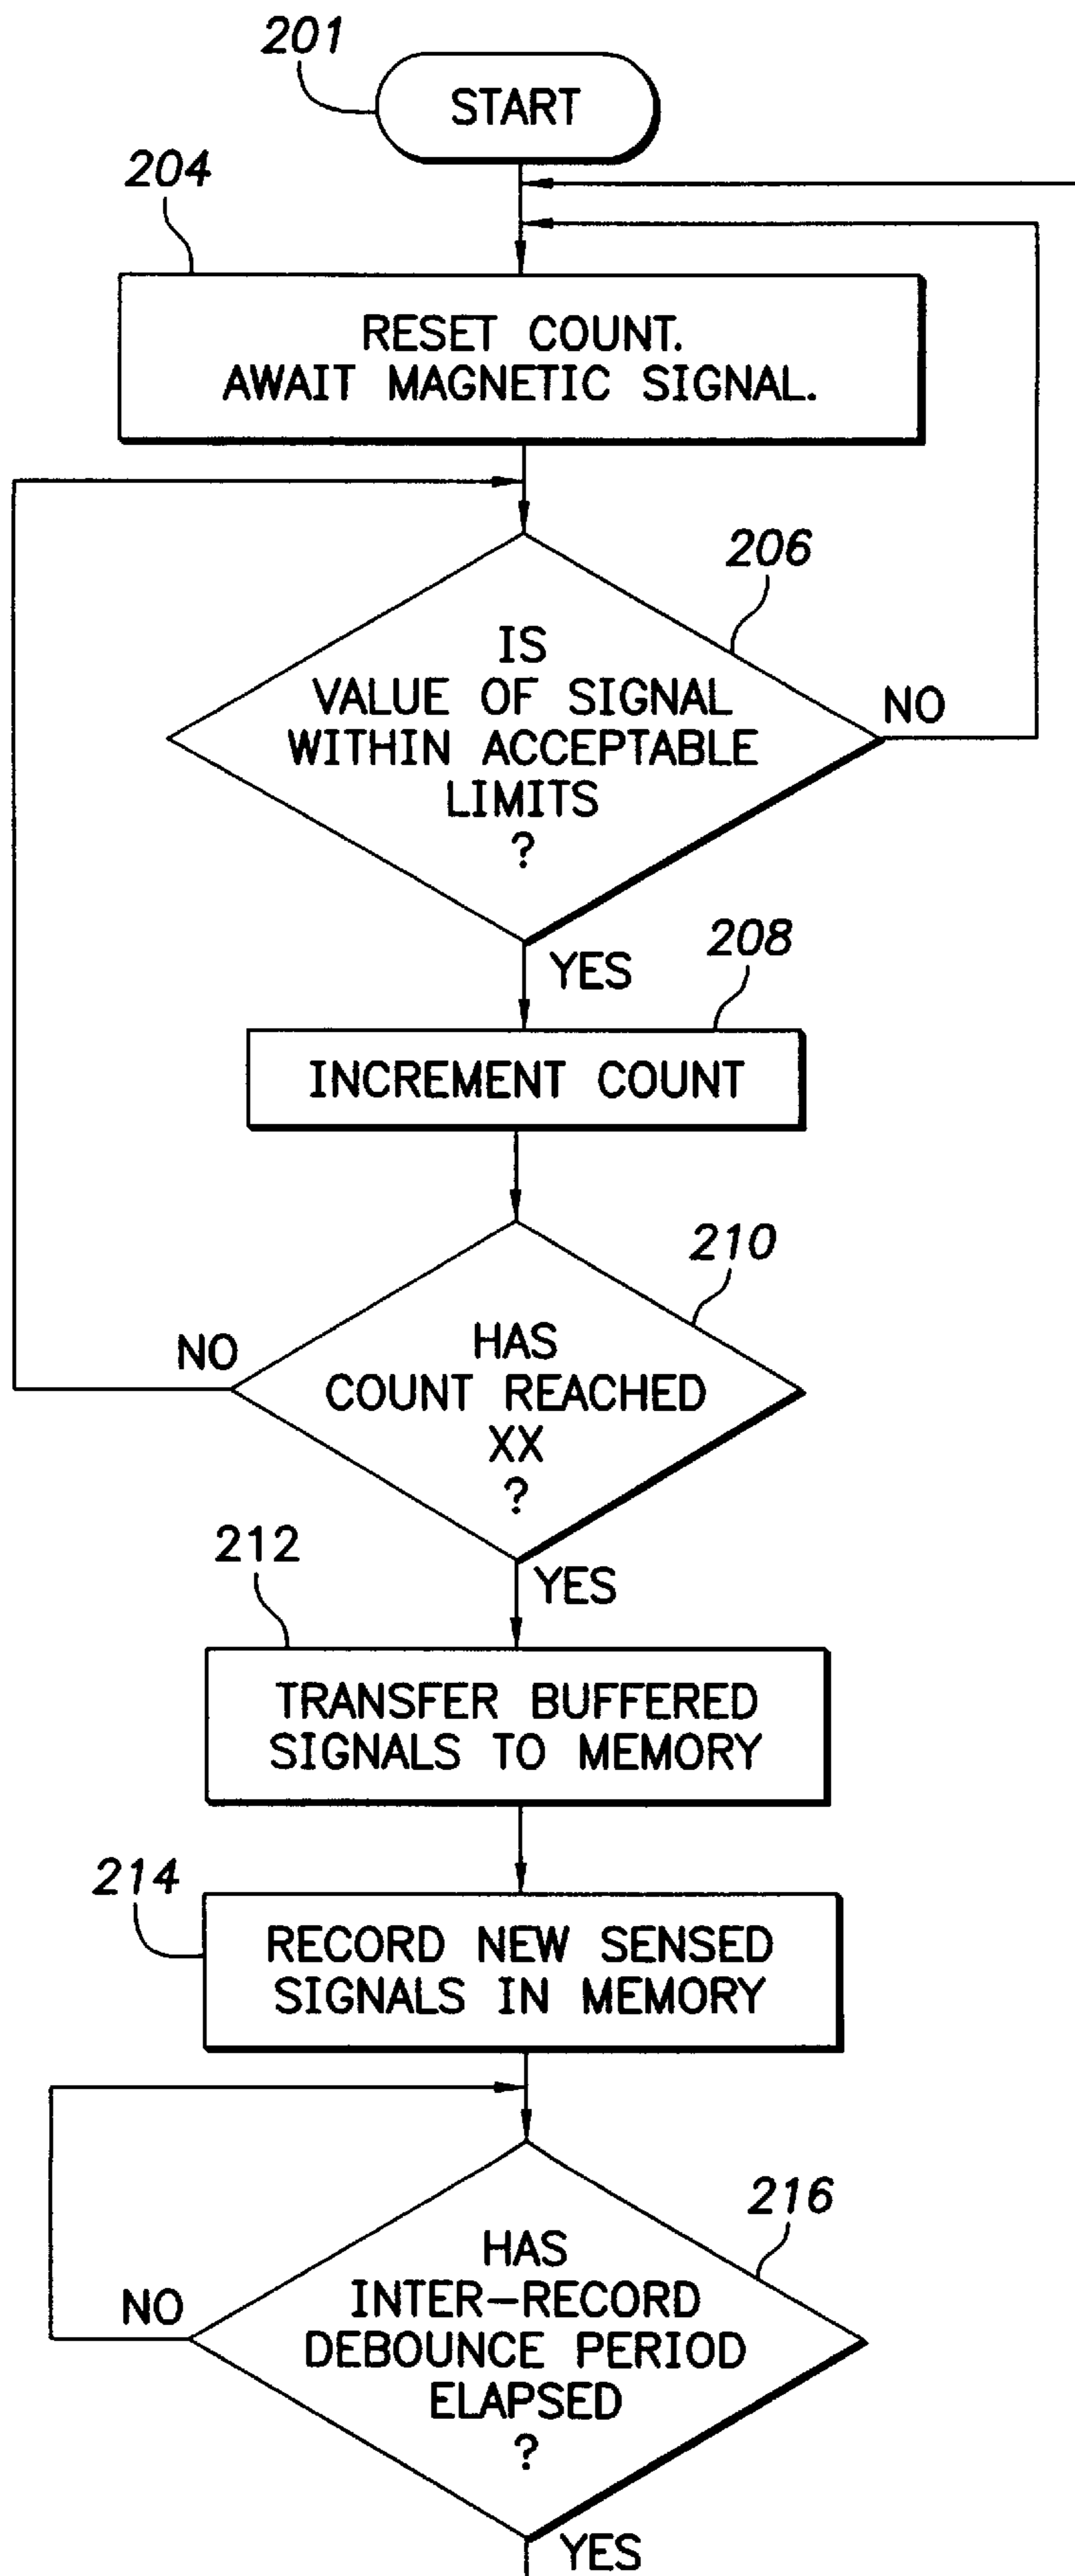 201
START
204
RESET COUNT.
AWAIT MAGNETIC SIGNAL.
206
IS
VALUE OF SIGNAL
WITHIN ACCEPTABLE
LIMITS
?
NO
YES
208
INCREMENT COUNT
210
HAS
COUNT REACHED
XX
?
NO
YES
212
TRANSFER BUFFERED
SIGNALS TO MEMORY
214
RECORD NEW SENSED
SIGNALS IN MEMORY
216
HAS
INTER-RECORD
DEBOUNCE PERIOD
ELAPSED
?
NO
YES